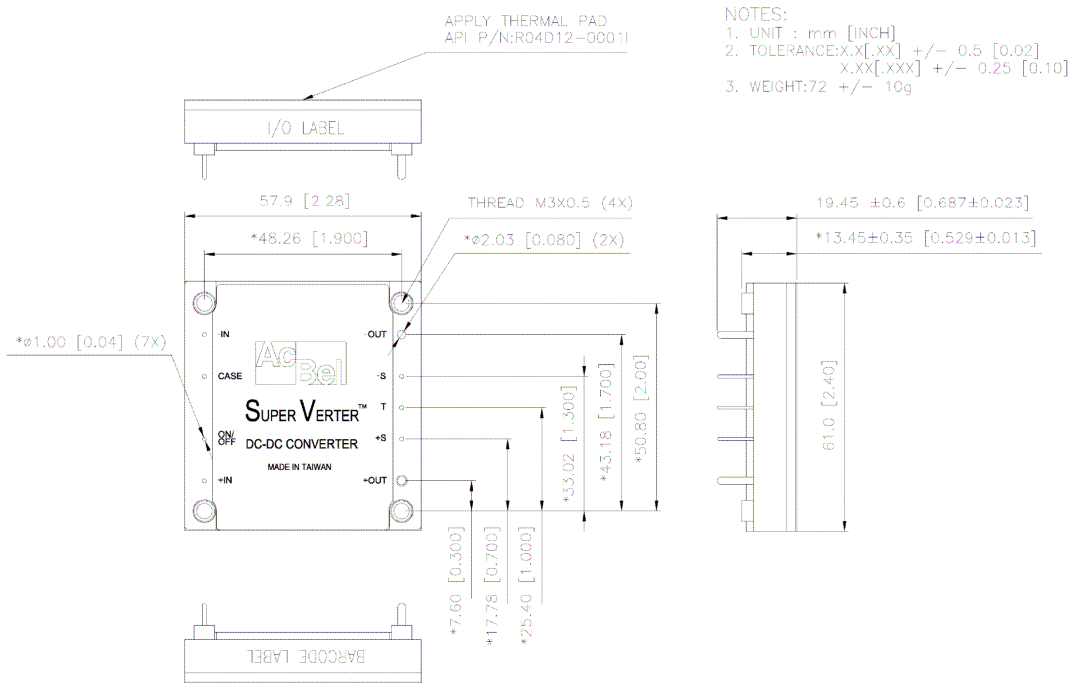 APPLY THERMAL PAD
API P/N:R04D12-0001I
NOTES:
1. UNIT : mm [INCH]
2. TOLERANCE:X.X[.XX] +/- 0.5 [0.02]
X.XX[.XXX] +/- 0.25 [0.10]
3. WEIGHT:72 +/- 10g
I/O LABEL
57.9 [2.28]
THREAD M3X0.5 (4X)
19.45 ±0.6 [0.687±0.023]
*48.26 [1.900]
*ø2.03 [0.080] (2X)
*13.45±0.35 [0.529±0.013]
*ø1.00 [0.04] (7X)
-IN
-OUT
CASE
AcBel
-S
T
SUPER VERTER™
ON/
OFF
DC-DC CONVERTER
+S
MADE IN TAIWAN
+IN
+OUT
*7.60 [0.300]
*17.78 [0.700]
*25.40 [1.000]
*33.02 [1.300]
*43.18 [1.700]
*50.80 [2.00]
61.0 [2.40]
BARCODE LABEL